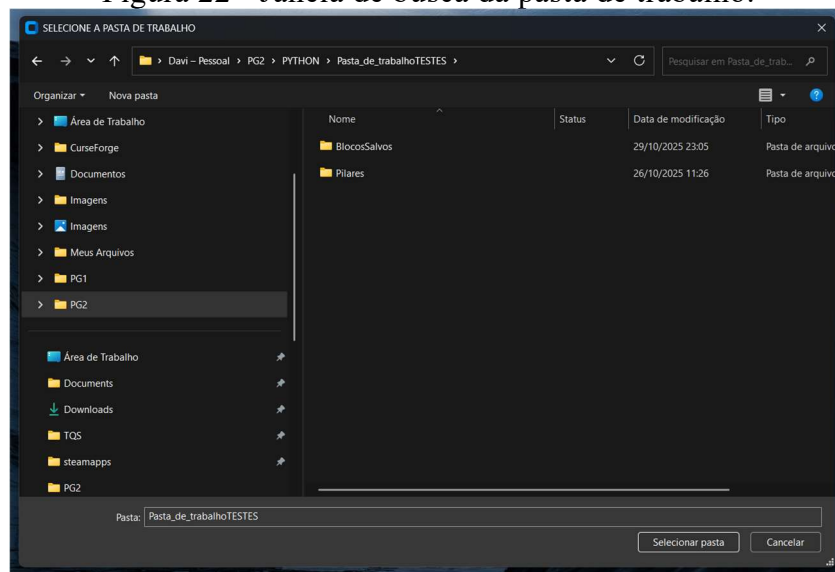 Figura 22 - Janela de busca da pasta de trabalho.
SELECIONE A PASTA DE TRABALHO
Davi – Pessoal > PG2 > PYTHON > Pasta_de_trabalhoTESTES >
Pesquisar em Pasta_de_trab...
Organizar Nova pasta
Nome Status Data de modificação Tipo
Área de Trabalho
CurseForge
Documentos
Imagens
Imagens
Meus Arquivos
PG1
PG2
Área de Trabalho
Documents
Downloads
TQS
steamapps
PG2
BlocosSalvos 29/10/2025 23:05 Pasta de arquivo
Pilares 26/10/2025 11:26 Pasta de arquivo
Pasta: Pasta_de_trabalhoTESTES
Selecionar pasta Cancelar